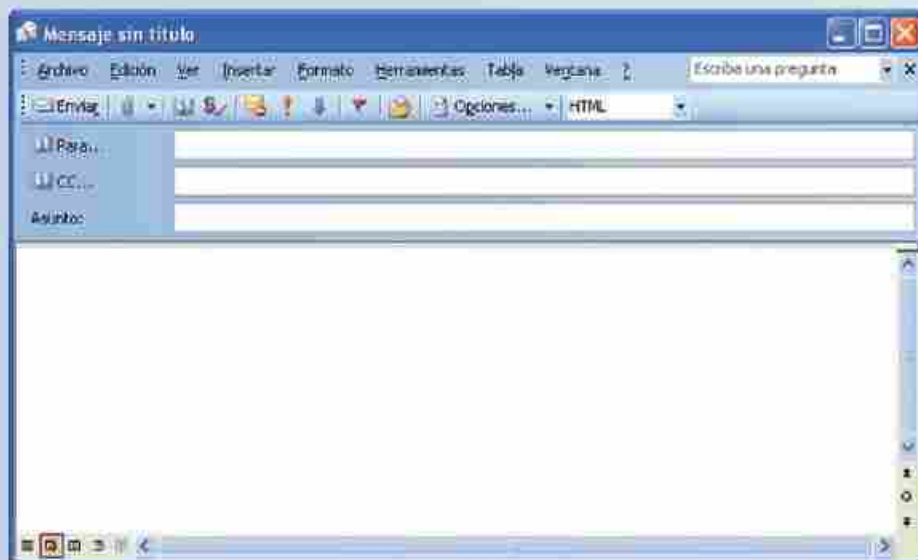 Mensaje sin título
Archivo Edición Ver Insertar Formato Herramientas Tabla Ventana ? Escriba una pregunta
Enviar Opciones... HTML
Para...
CC...
Asunto: